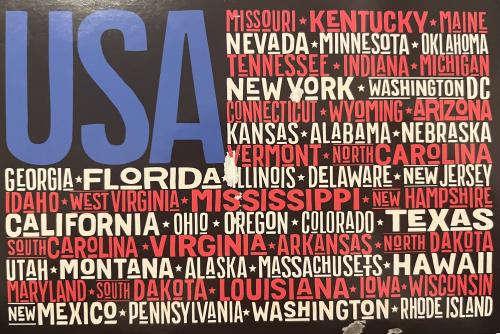 USA
MISSOURI ★ KENTUCKY ★ MAINE
NEVADA ★ MINNESOTA ★ OKLAHOMA
TENNESSEE ★ INDIANA ★ MICHIGAN
NEW YORK ★ WASHINGTON DC
CONNECTICUT ★ WYOMING ★ ARIZONA
KANSAS ★ ALABAMA ★ NEBRASKA
VERMONT ★ NORTH CAROLINA
GEORGIA ★ FLORIDA ★ ILLINOIS ★ DELAWARE ★ NEW JERSEY
IDAHO ★ WEST VIRGINIA ★ MISSISSIPPI ★ NEW HAMPSHIRE
CALIFORNIA ★ OHIO ★ OREGON ★ COLORADO ★ TEXAS
SOUTH CAROLINA ★ VIRGINIA ★ ARKANSAS ★ NORTH DAKOTA
UTAH ★ MONTANA ★ ALASKA ★ MASSACHUSETS ★ HAWAII
MARYLAND ★ SOUTH DAKOTA ★ LOUISIANA ★ IOWA ★ WISCONSIN
NEW MEXICO ★ PENNSYLVANIA ★ WASHINGTON ★ RHODE ISLAND